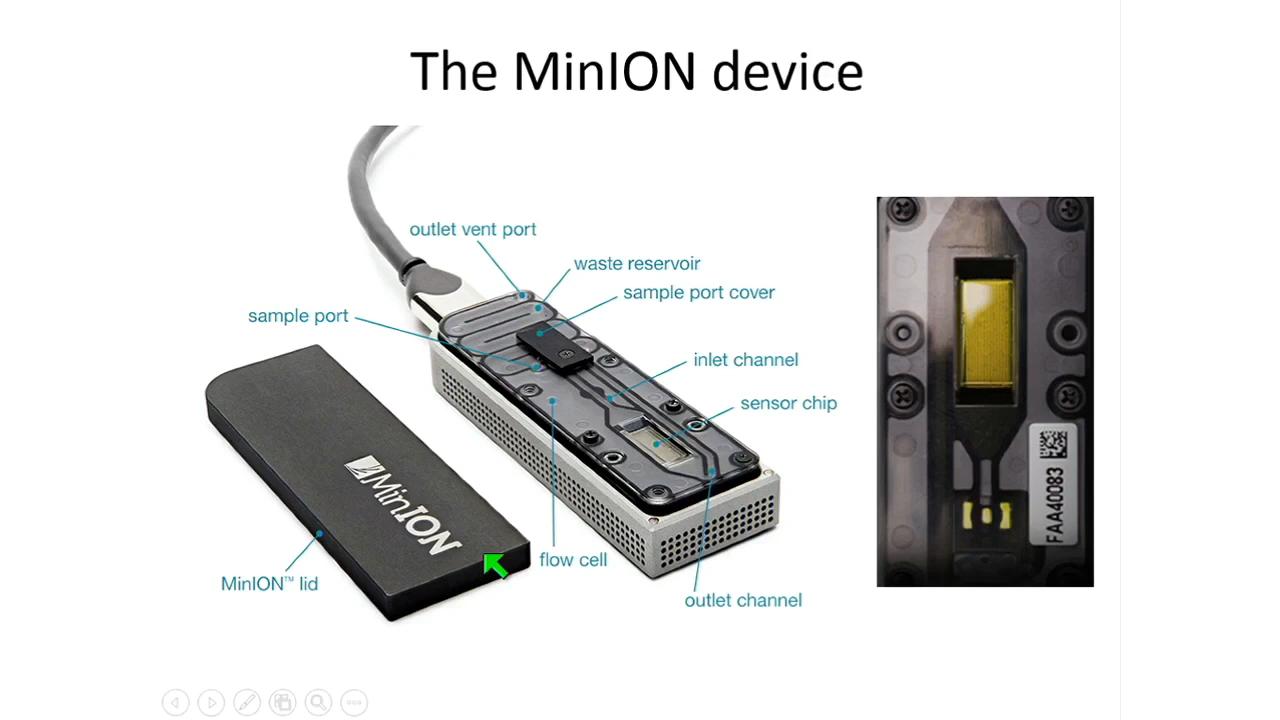 The MinION device
outlet vent port
waste reservoir
sample port cover
sample port
inlet channel
sensor chip
MinION
flow cell
MinION™ lid
outlet channel
FAA40083